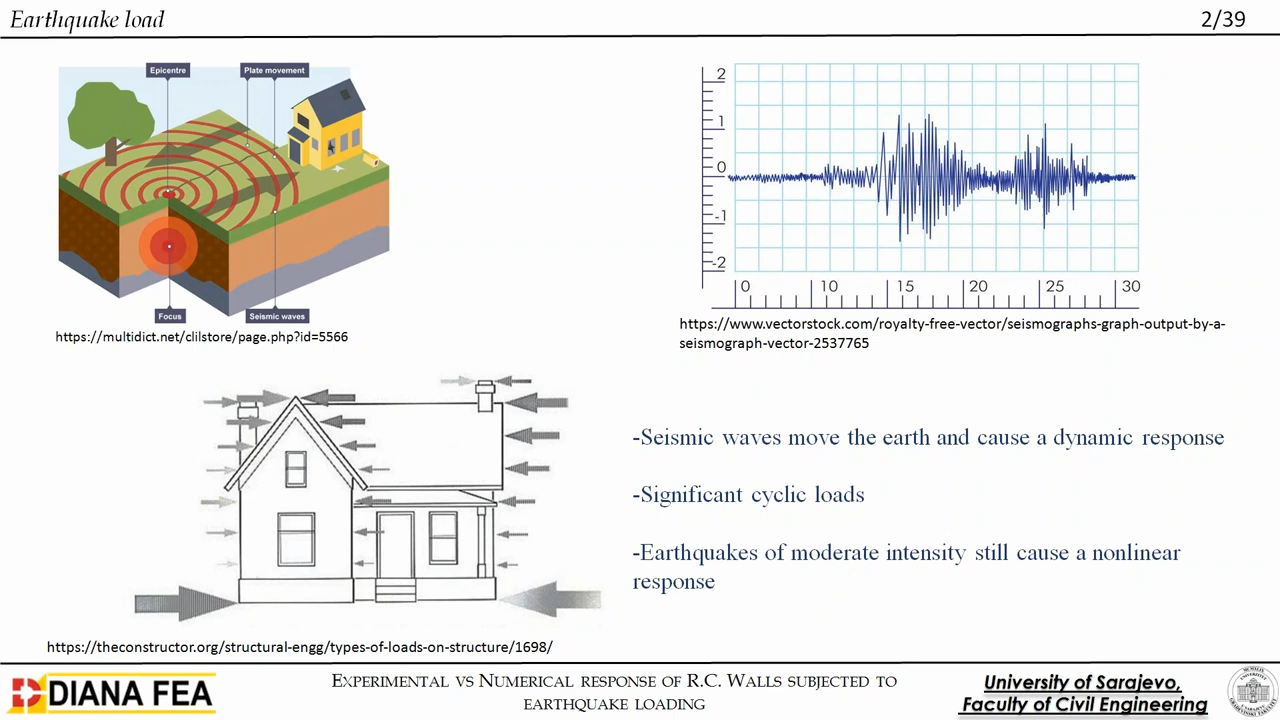 Earthquake load
2/39
Epicentre
Plate movement
Focus
Seismic waves
https://multidict.net/clilstore/page.php?id=5566
2
1
0
-1
-2
0 10 15 20 25 30
https://www.vectorstock.com/royalty-free-vector/seismographs-graph-output-by-a-
seismograph-vector-2537765
-Seismic waves move the earth and cause a dynamic response
-Significant cyclic loads
-Earthquakes of moderate intensity still cause a nonlinear
response
https://theconstructor.org/structural-engg/types-of-loads-on-structure/1698/
DIANA FEA
EXPERIMENTAL VS NUMERICAL RESPONSE OF R.C. WALLS SUBJECTED TO
EARTHQUAKE LOADING
University of Sarajevo,
Faculty of Civil Engineering